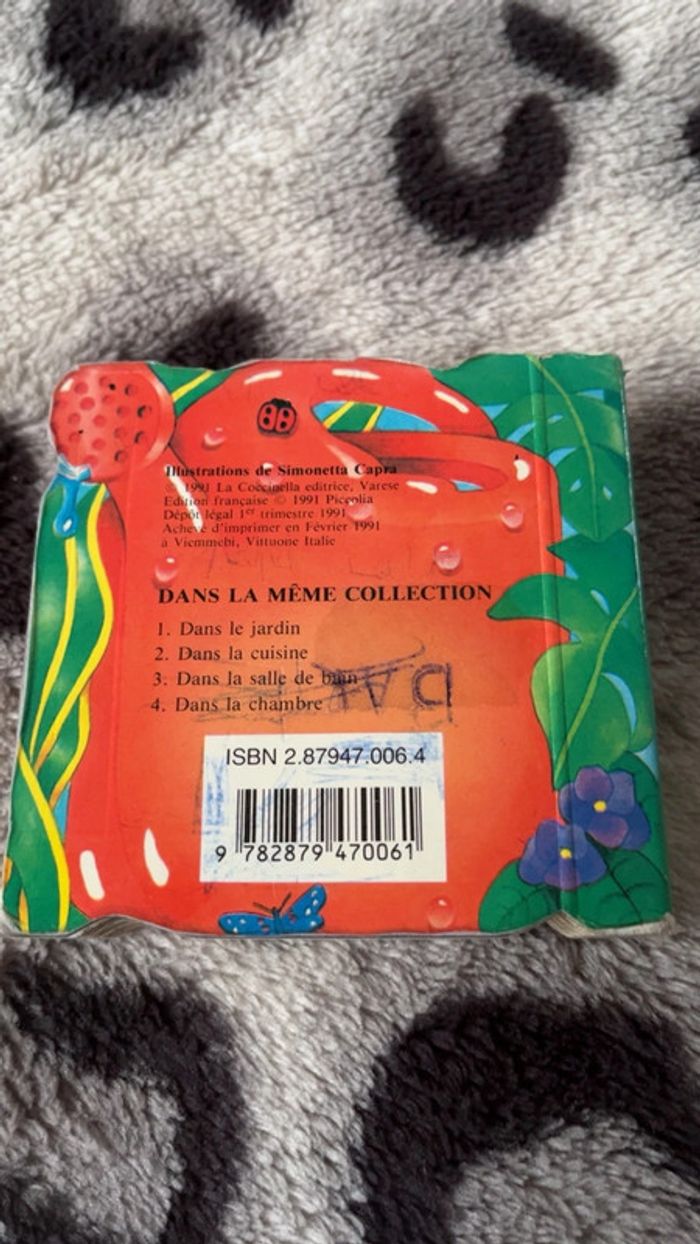 Illustrations de Simonetta Capra
© 1991 La Coccinella editrice, Varese
Edition française © 1991 Piccolia
Dépôt légal 1er trimestre 1991
Achevé d'imprimer en Février 1991
à Viemmebi, Vittuone Italie
DANS LA MÊME COLLECTION
1. Dans le jardin
2. Dans la cuisine
3. Dans la salle de bain
4. Dans la chambre
ISBN 2.87947.006.4
9 782879 470061